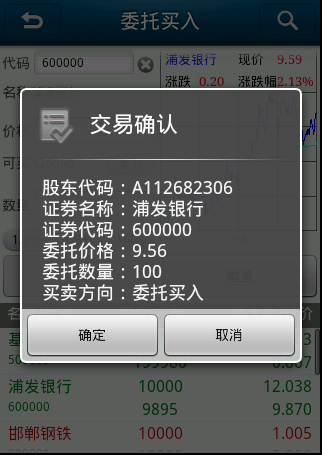 委托买入
代码 600000
浦发银行 现价 9.59
涨跌 0.20 涨跌幅2.13%
交易确认
股东代码：A112682306
证券名称：浦发银行
证券代码：600000
委托价格：9.56
委托数量：100
买卖方向：委托买入
确定 取消
浦发银行 10000 12.038
600000 9895 9.870
邯郸钢铁 10000 1.005